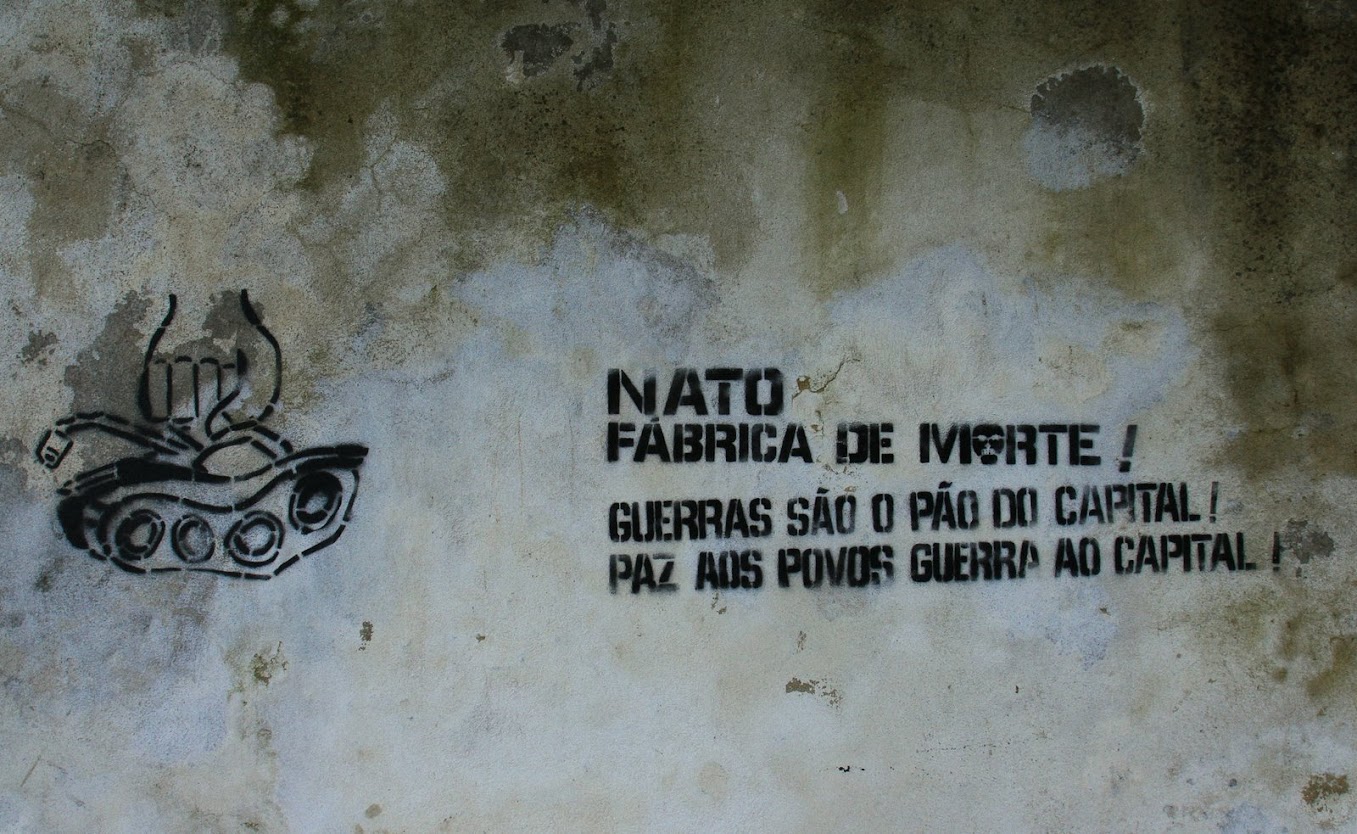 NATO
FÁBRICA DE MORTE !
GUERRAS SÃO O PÃO DO CAPITAL !
PAZ AOS POVOS GUERRA AO CAPITAL !